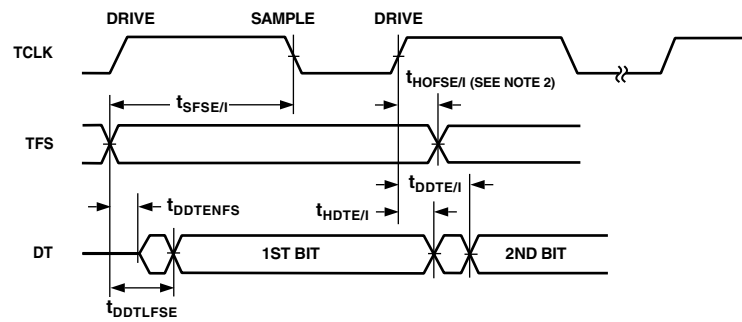 DRIVE SAMPLE DRIVE
TCLK
tHOFSE/I (SEE NOTE 2)
tSFSE/I
TFS
tDDTE/I
tDDTENFS
tHDTE/I
DT
1ST BIT
2ND BIT
tDDTLFSE